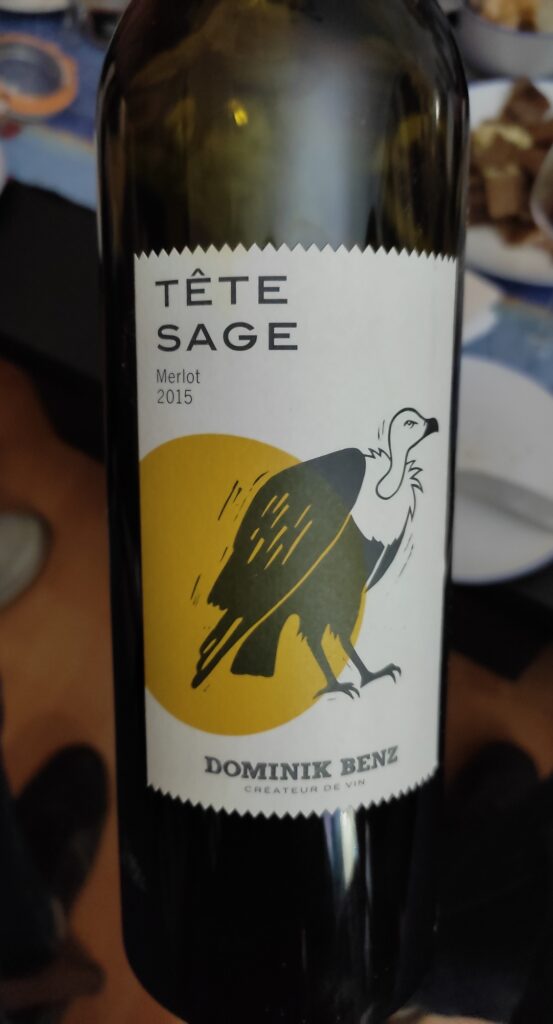 TÊTE
SAGE
Merlot
2015
DOMINIK BENZ
CRÉATEUR DE VIN